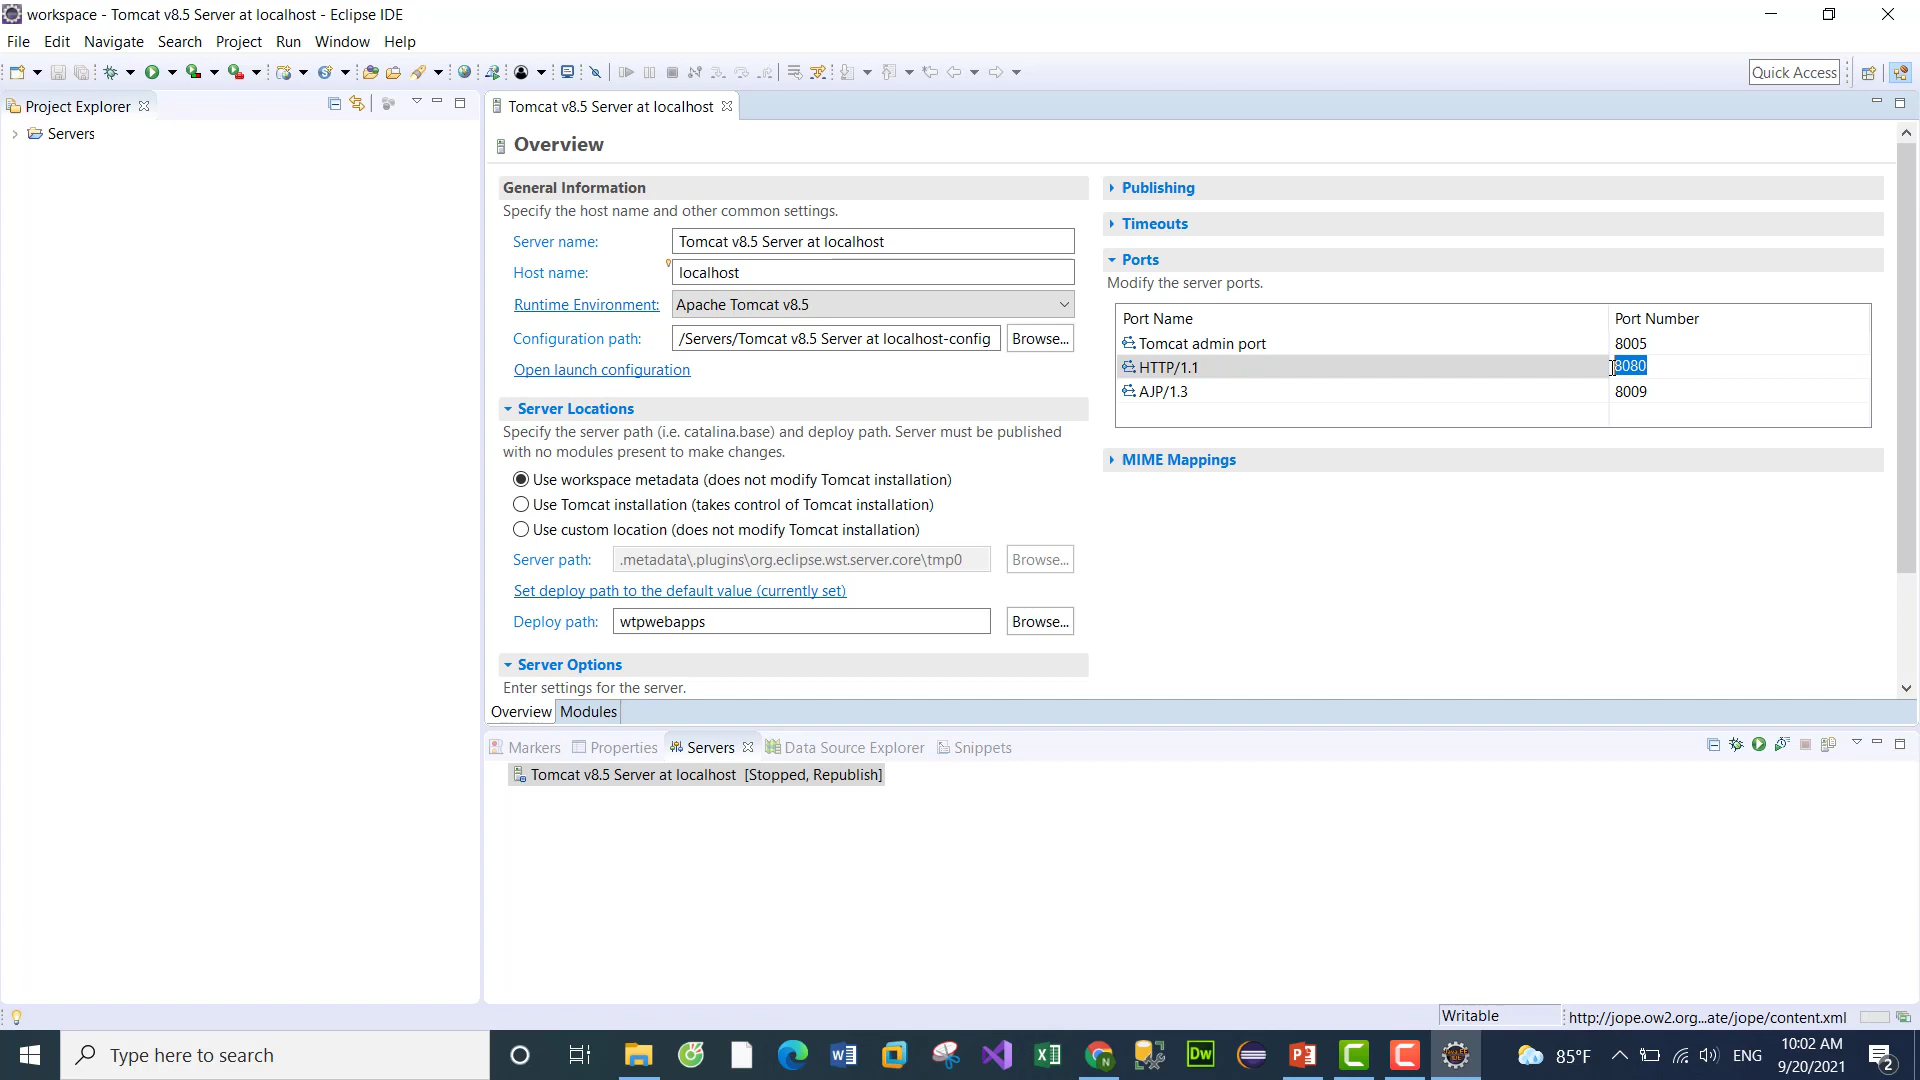 workspace - Tomcat v8.5 Server at localhost - Eclipse IDE
File Edit Navigate Search Project Run Window Help
Quick Access
Project Explorer
Servers
Tomcat v8.5 Server at localhost
Overview
General Information
Specify the host name and other common settings.
Server name: Tomcat v8.5 Server at localhost
Host name: localhost
Runtime Environment: Apache Tomcat v8.5
Configuration path: /Servers/Tomcat v8.5 Server at localhost-config Browse...
Open launch configuration
Server Locations
Specify the server path (i.e. catalina.base) and deploy path. Server must be published
with no modules present to make changes.
Use workspace metadata (does not modify Tomcat installation)
Use Tomcat installation (takes control of Tomcat installation)
Use custom location (does not modify Tomcat installation)
Server path: .metadata\.plugins\org.eclipse.wst.server.core\tmp0 Browse...
Set deploy path to the default value (currently set)
Deploy path: wtpwebapps Browse...
Server Options
Enter settings for the server.
Publishing
Timeouts
Ports
Modify the server ports.
Port Name Port Number
Tomcat admin port 8005
HTTP/1.1 8080
AJP/1.3 8009
MIME Mappings
Overview Modules
Markers Properties Servers Data Source Explorer Snippets
Tomcat v8.5 Server at localhost [Stopped, Republish]
Writable http://jope.ow2.org...ate/jope/content.xml
Type here to search
85°F
ENG
10:02 AM
9/20/2021
2